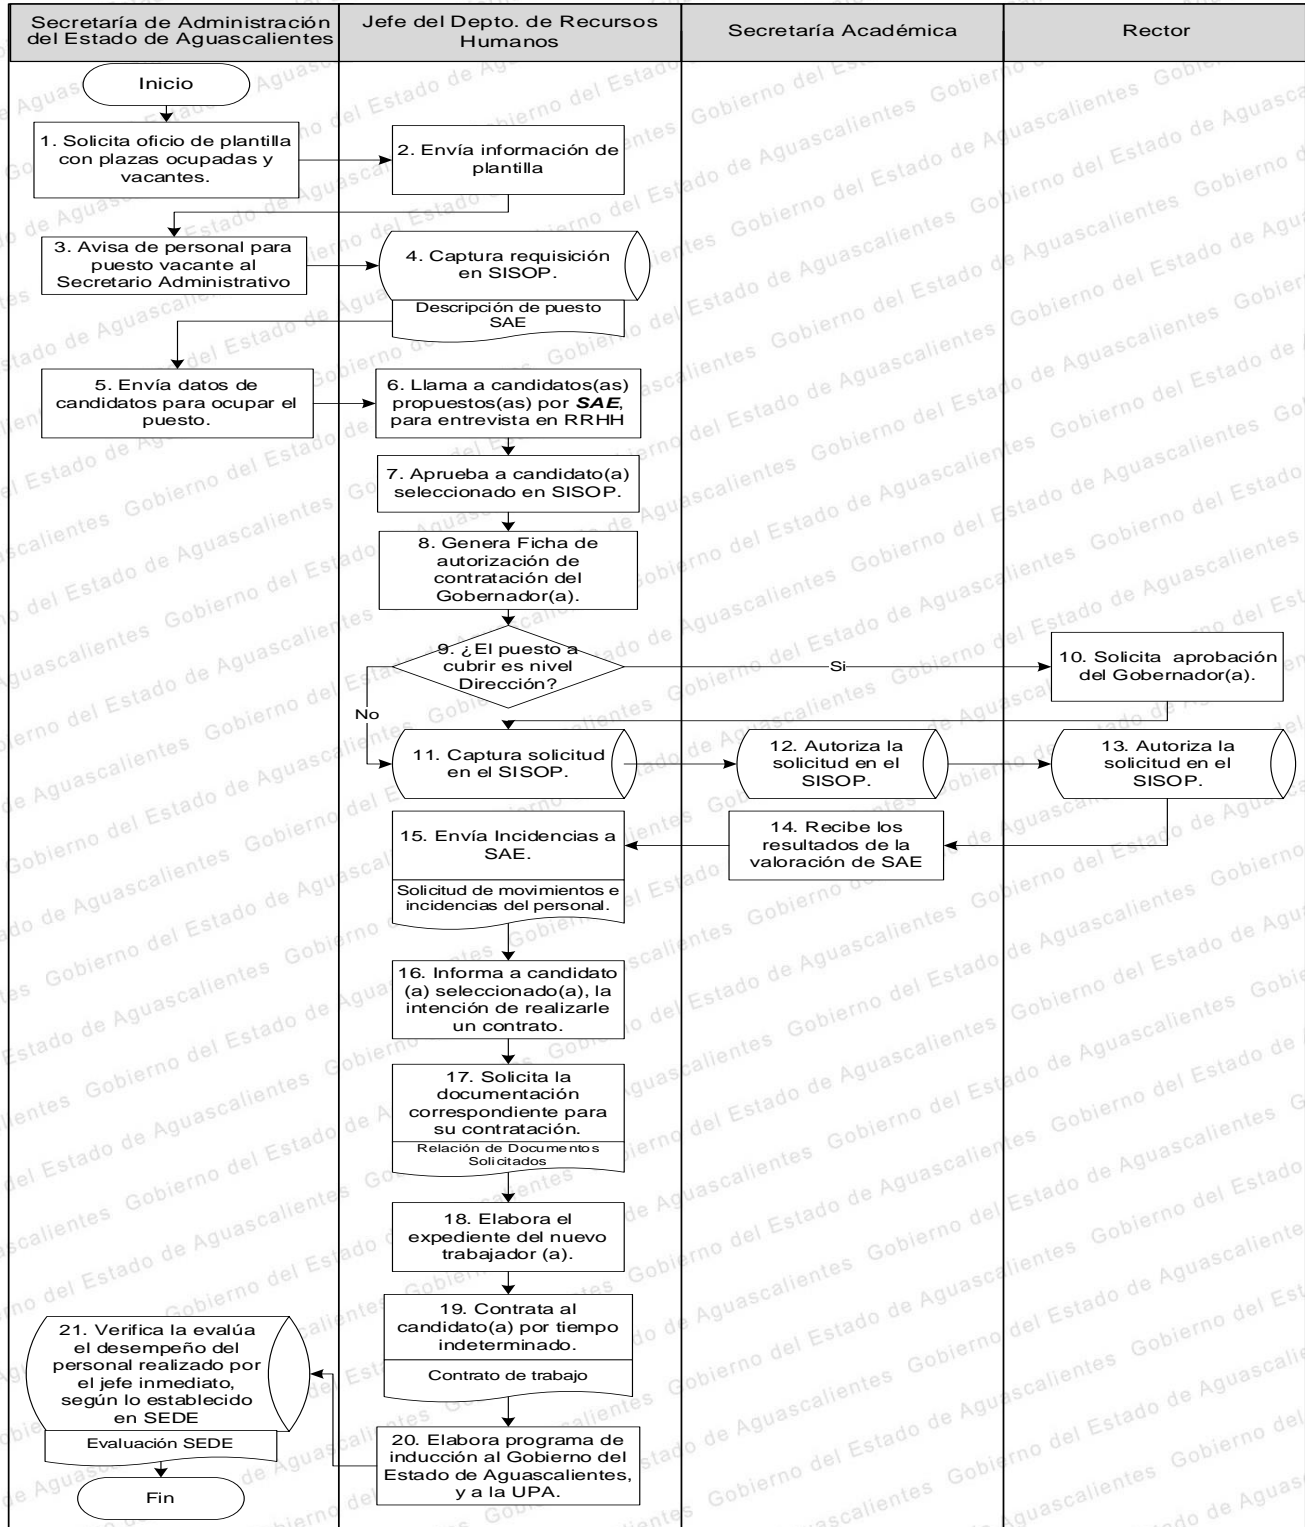 Secretaría de Administración
del Estado de Aguascalientes
Jefe del Depto. de Recursos
Humanos
Secretaría Académica
Rector
Inicio
1. Solicita oficio de plantilla
con plazas ocupadas y
vacantes.
2. Envía información de
plantilla
3. Avisa de personal para
puesto vacante al
Secretario Administrativo
4. Captura requisición
en SISOP.
Descripción de puesto
SAE
5. Envía datos de
candidatos para ocupar el
puesto.
6. Llama a candidatos(as)
propuestos(as) por SAE,
para entrevista en RRHH
7. Aprueba a candidato(a)
seleccionado en SISOP.
8. Genera Ficha de
autorización de
contratación del
Gobernador(a).
9. ¿El puesto a
cubrir es nivel
Dirección?
Si
No
10. Solicita aprobación
del Gobernador(a).
11. Captura solicitud
en el SISOP.
12. Autoriza la
solicitud en el
SISOP.
13. Autoriza la
solicitud en el
SISOP.
14. Recibe los
resultados de la
valoración de SAE
15. Envía Incidencias a
SAE.
Solicitud de movimientos e
incidencias del personal.
16. Informa a candidato
(a) seleccionado(a), la
intención de realizarle
un contrato.
17. Solicita la
documentación
correspondiente para
su contratación.
Relación de Documentos
Solicitados
18. Elabora el
expediente del nuevo
trabajador (a).
19. Contrata al
candidato(a) por tiempo
indeterminado.
Contrato de trabajo
20. Elabora programa de
inducción al Gobierno del
Estado de Aguascalientes,
y a la UPA.
21. Verifica la evalúa
el desempeño del
personal realizado por
el jefe inmediato,
según lo establecido
en SEDE
Evaluación SEDE
Fin
Gobierno del Estado de Aguascalientes